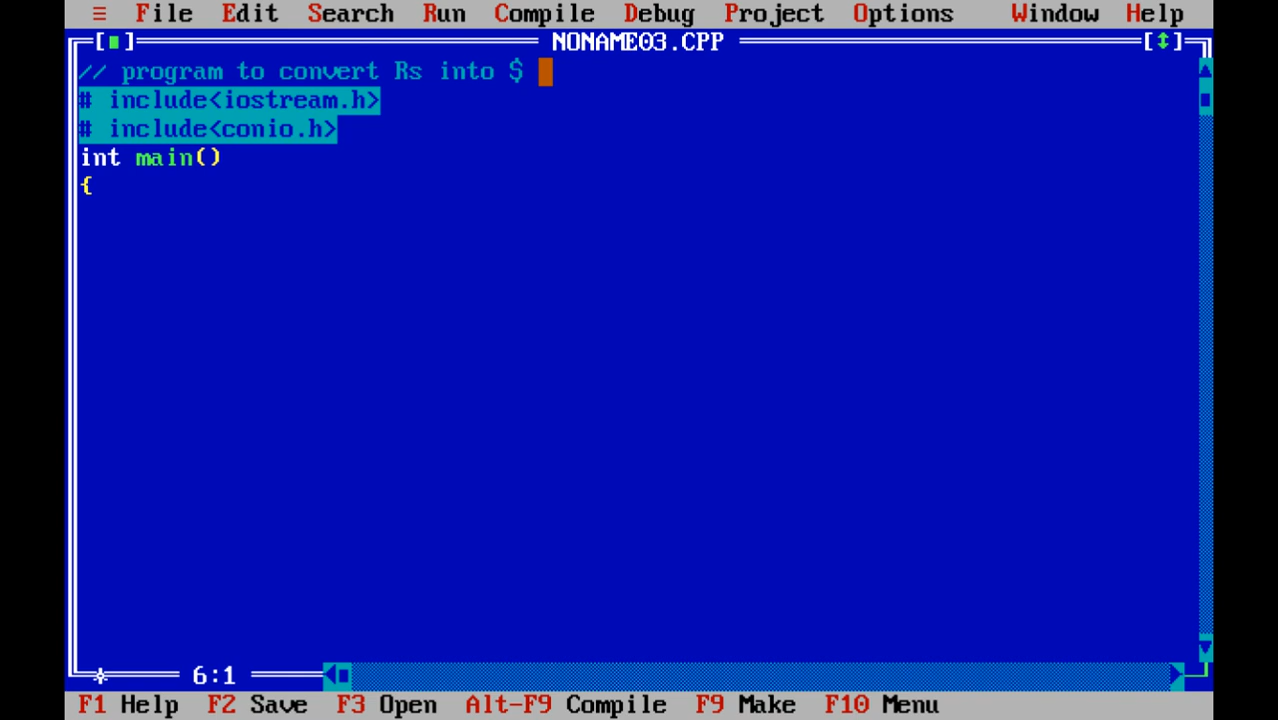 ≡ File Edit Search Run Compile Debug Project Options Window Help
[■] NONAME03.CPP [↕]
// program to convert Rs into $
# include<iostream.h>
# include<conio.h>
int main()
{
6:1
F1 Help F2 Save F3 Open Alt-F9 Compile F9 Make F10 Menu